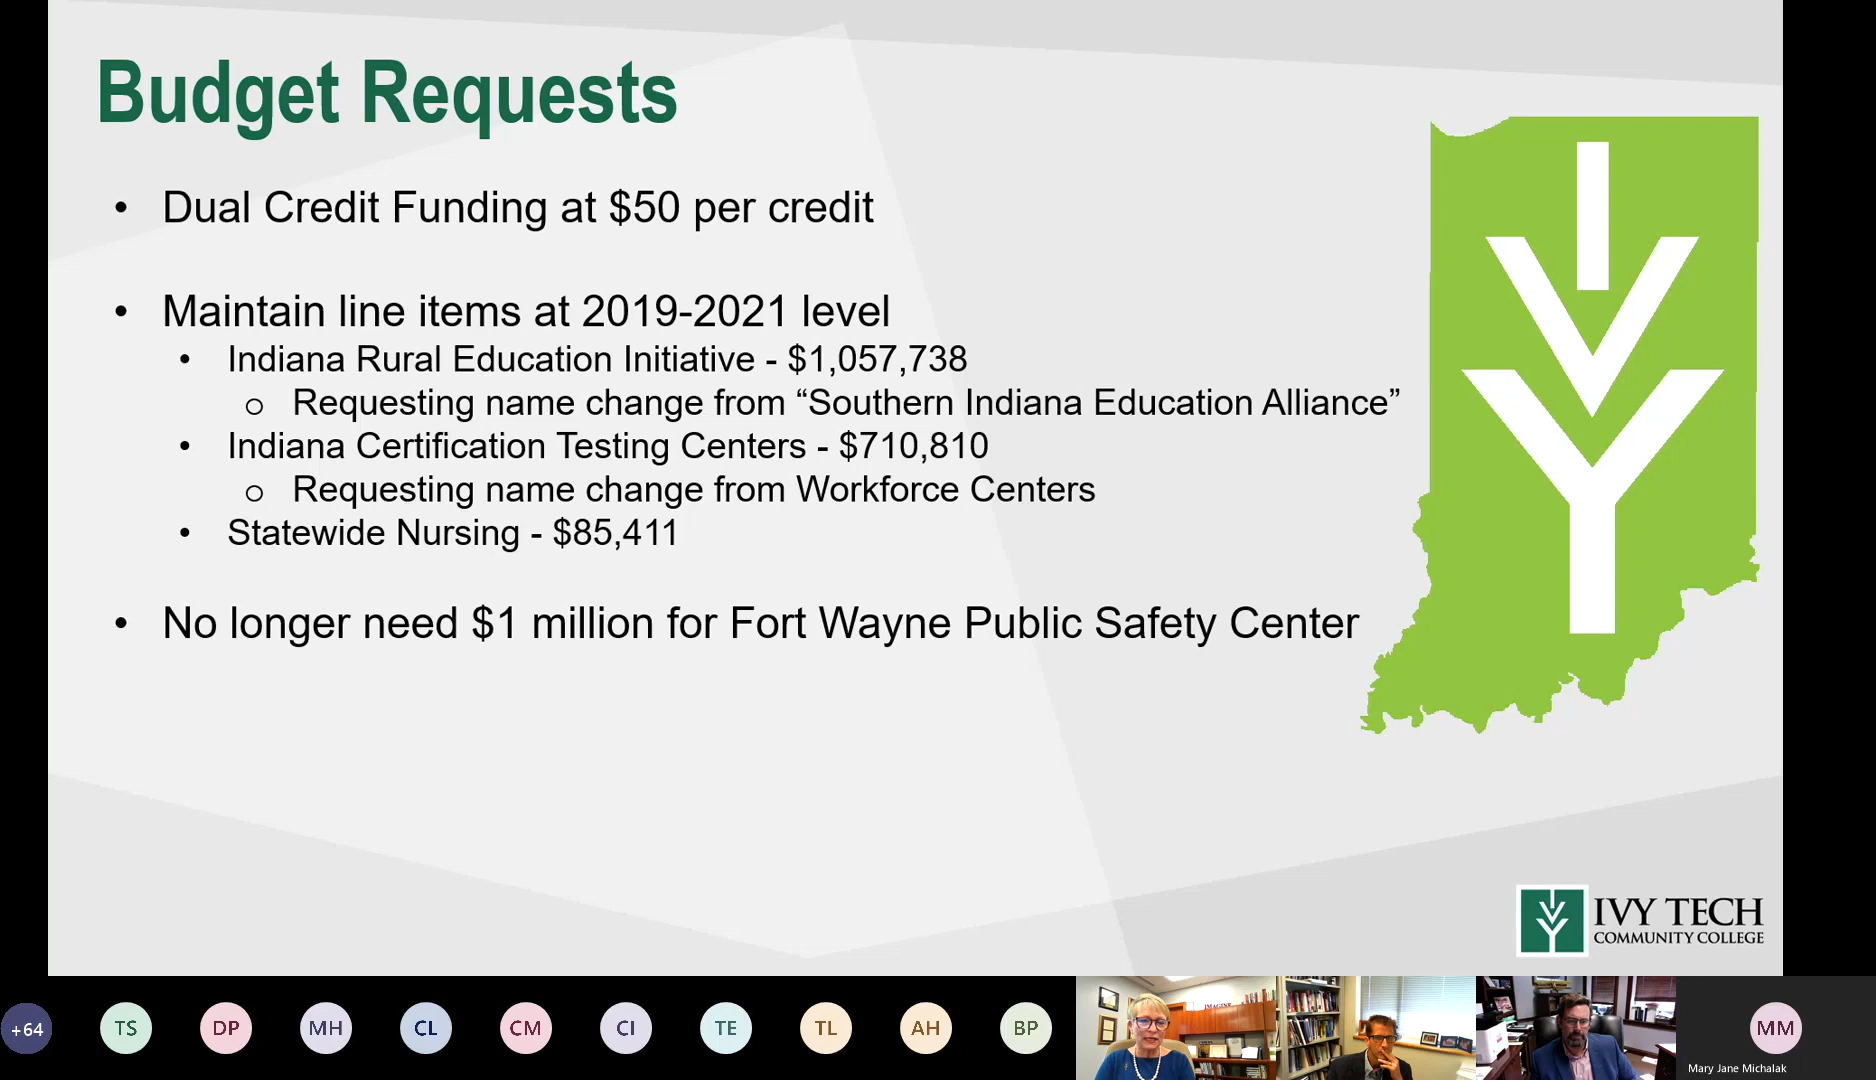 Budget Requests
• Dual Credit Funding at $50 per credit
• Maintain line items at 2019-2021 level
• Indiana Rural Education Initiative - $1,057,738
o Requesting name change from “Southern Indiana Education Alliance”
• Indiana Certification Testing Centers - $710,810
o Requesting name change from Workforce Centers
• Statewide Nursing - $85,411
• No longer need $1 million for Fort Wayne Public Safety Center
I
V
Y
IVY TECH
COMMUNITY COLLEGE
+64
TS
DP
MH
CL
CM
CI
TE
TL
AH
BP
IMAGINE
MM
Mary Jane Michalak